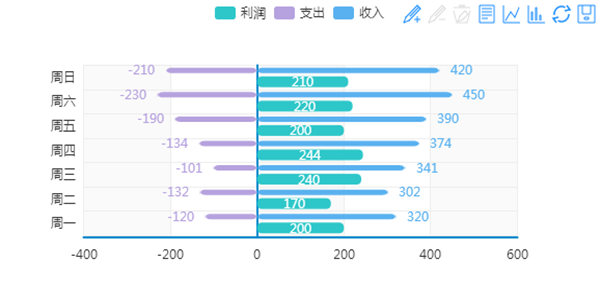 利润 支出 收入
周日 -210 420
210
周六 -230 450
220
周五 -190 390
200
周四 -134 374
244
周三 -101 341
240
周二 -132 302
170
周一 -120 320
200
-400 -200 0 200 400 600